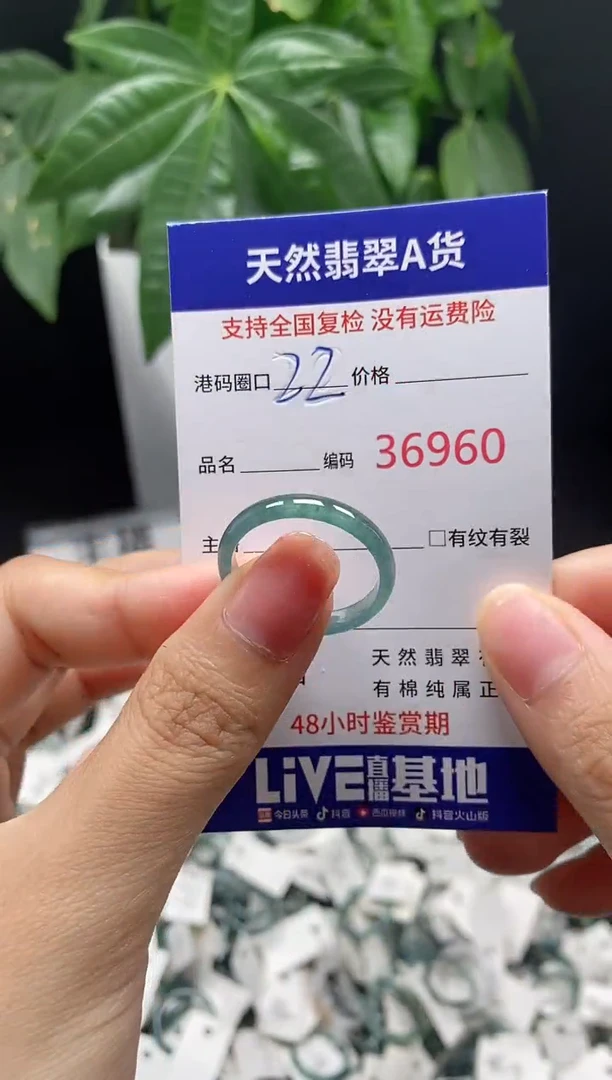 天然翡翠A货
支持全国复检 没有运费险
港码圈口 22 价格
品名 编码 36960
主 □有纹有裂
天然翡翠
有棉纯属正
48小时鉴赏期
LiVE直播基地
今日头条 抖音 西瓜视频 抖音火山版